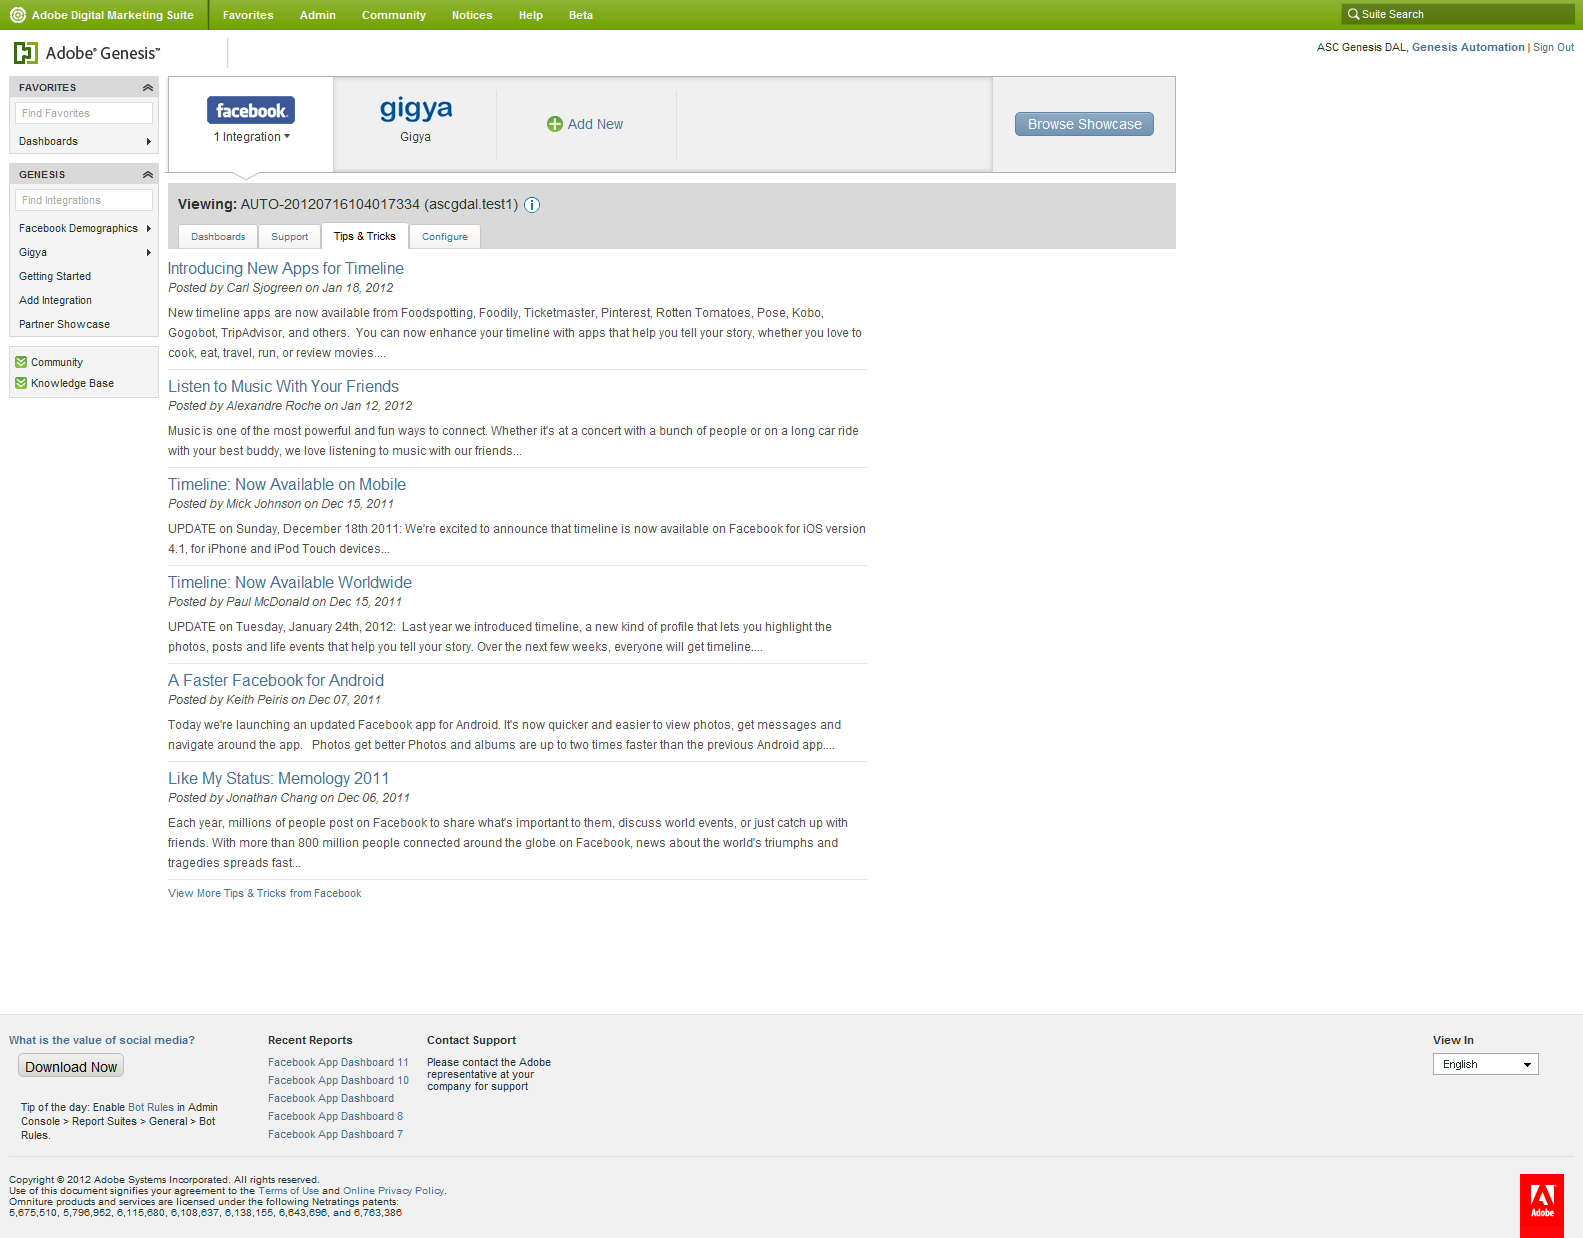 Adobe Digital Marketing Suite Favorites Admin Community Notices Help Beta Suite Search
Adobe® Genesis™
ASC Genesis DAL, Genesis Automation | Sign Out
FAVORITES
Find Favorites
Dashboards
GENESIS
Find Integrations
Facebook Demographics
Gigya
Getting Started
Add Integration
Partner Showcase
Community
Knowledge Base
facebook.
1 Integration
gigya
Gigya
Add New
Browse Showcase
Viewing: AUTO-20120716104017334 (ascgdal.test1) i
Dashboards Support Tips & Tricks Configure
Introducing New Apps for Timeline
Posted by Carl Sjogreen on Jan 18, 2012
New timeline apps are now available from Foodspotting, Foodily, Ticketmaster, Pinterest, Rotten Tomatoes, Pose, Kobo,
Gogobot, TripAdvisor, and others. You can now enhance your timeline with apps that help you tell your story, whether you love to
cook, eat, travel, run, or review movies....
Listen to Music With Your Friends
Posted by Alexandre Roche on Jan 12, 2012
Music is one of the most powerful and fun ways to connect. Whether it's at a concert with a bunch of people or on a long car ride
with your best buddy, we love listening to music with our friends...
Timeline: Now Available on Mobile
Posted by Mick Johnson on Dec 15, 2011
UPDATE on Sunday, December 18th 2011: We're excited to announce that timeline is now available on Facebook for iOS version
4.1, for iPhone and iPod Touch devices...
Timeline: Now Available Worldwide
Posted by Paul McDonald on Dec 15, 2011
UPDATE on Tuesday, January 24th, 2012: Last year we introduced timeline, a new kind of profile that lets you highlight the
photos, posts and life events that help you tell your story. Over the next few weeks, everyone will get timeline....
A Faster Facebook for Android
Posted by Keith Peiris on Dec 07, 2011
Today we're launching an updated Facebook app for Android. It's now quicker and easier to view photos, get messages and
navigate around the app. Photos get better Photos and albums are up to two times faster than the previous Android app....
Like My Status: Memology 2011
Posted by Jonathan Chang on Dec 06, 2011
Each year, millions of people post on Facebook to share what's important to them, discuss world events, or just catch up with
friends. With more than 800 million people connected around the globe on Facebook, news about the world's triumphs and
tragedies spreads fast...
View More Tips & Tricks from Facebook
What is the value of social media?
Download Now
Tip of the day: Enable Bot Rules in Admin
Console > Report Suites > General > Bot
Rules.
Recent Reports
Facebook App Dashboard 11
Facebook App Dashboard 10
Facebook App Dashboard
Facebook App Dashboard 8
Facebook App Dashboard 7
Contact Support
Please contact the Adobe
representative at your
company for support
View In
English
Copyright © 2012 Adobe Systems Incorporated. All rights reserved.
Use of this document signifies your agreement to the Terms of Use and Online Privacy Policy.
Omniture products and services are licensed under the following Netratings patents:
5,675,510, 5,796,952, 6,115,680, 6,108,637, 6,138,155, 6,643,696, and 6,763,386
Adobe